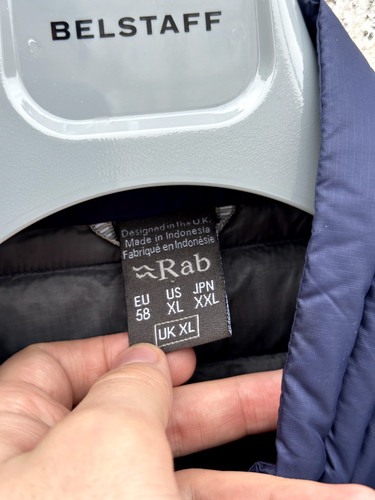 BELSTAFF
Designed in the U.K.
Made in Indonesia
Fabriqué en Indonésie
Rab
EU US JPN
58 XL XXL
UK XL